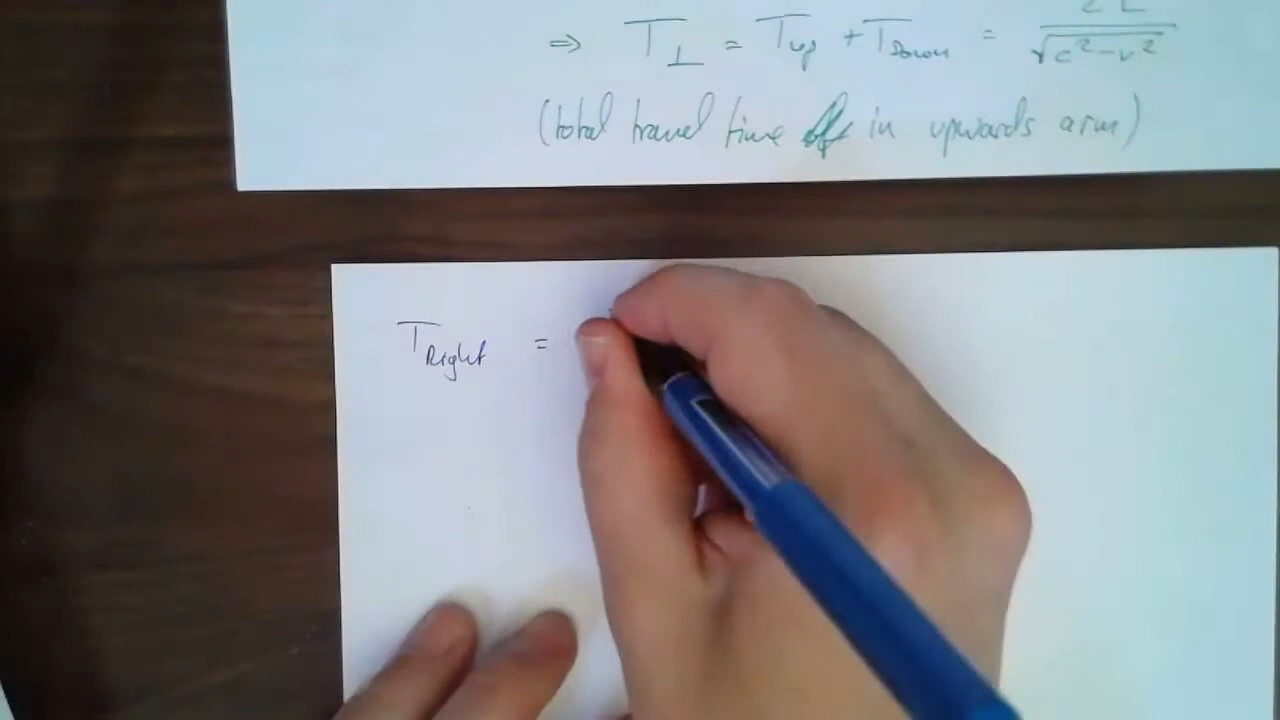 ⇒ T⊥ = Tup + TDown = 2L / √c²-v²
(total travel time in upwards arm)
TRight =